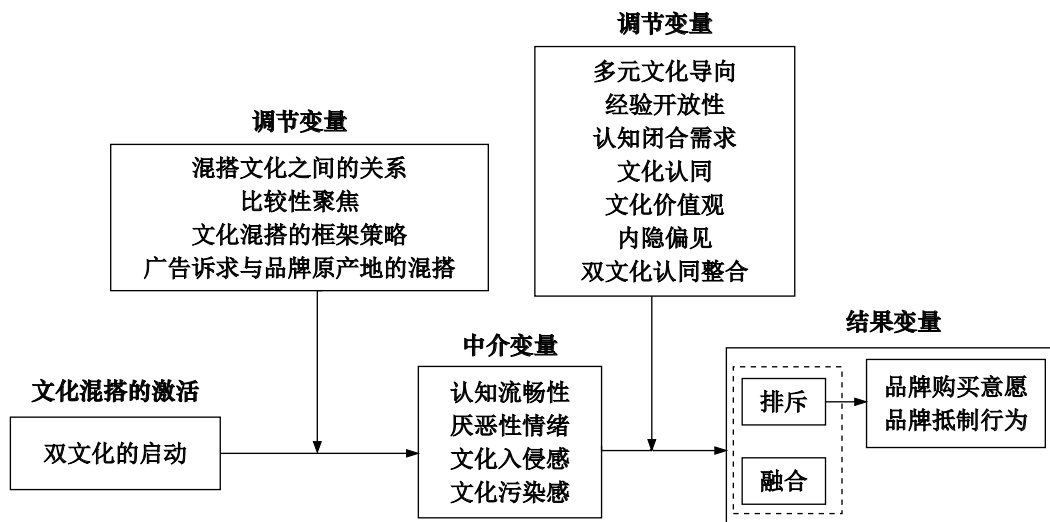 调节变量
多元文化导向
经验开放性
认知闭合需求
文化认同
文化价值观
内隐偏见
双文化认同整合
调节变量
混搭文化之间的关系
比较性聚焦
文化混搭的框架策略
广告诉求与品牌原产地的混搭
文化混搭的激活
双文化的启动
中介变量
认知流畅性
厌恶性情绪
文化入侵感
文化污染感
结果变量
排斥
融合
品牌购买意愿
品牌抵制行为